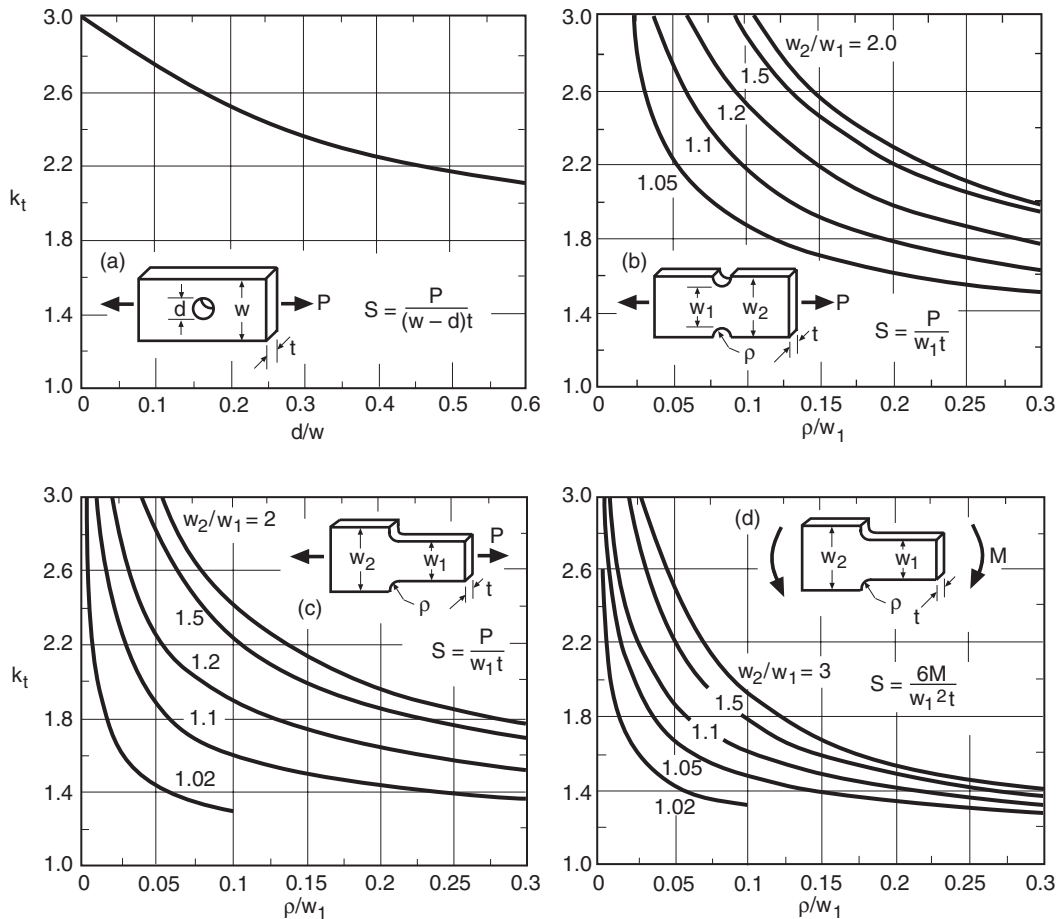 3.0
2.6
2.2
k_t
1.8
1.4
1.0
(a)
d
w
P
t
S = P / (w – d)t
0 0.1 0.2 0.3 0.4 0.5 0.6
d/w
3.0
2.6
2.2
1.8
1.4
1.0
w₂/w₁ = 2.0
1.5
1.2
1.1
1.05
(b)
w₁
w₂
P
ρ
t
S = P / w₁t
0 0.05 0.1 0.15 0.2 0.25 0.3
ρ/w₁
3.0
2.6
2.2
k_t
1.8
1.4
1.0
w₂/w₁ = 2
1.5
1.2
1.1
1.02
(c)
w₂
w₁
P
t
ρ
S = P / w₁t
0 0.05 0.1 0.15 0.2 0.25 0.3
ρ/w₁
3.0
2.6
2.2
1.8
1.4
1.0
(d)
w₂
w₁
M
ρ
t
w₂/w₁ = 3
1.5
1.1
1.05
1.02
S = 6M / w₁²t
0 0.05 0.1 0.15 0.2 0.25 0.3
ρ/w₁